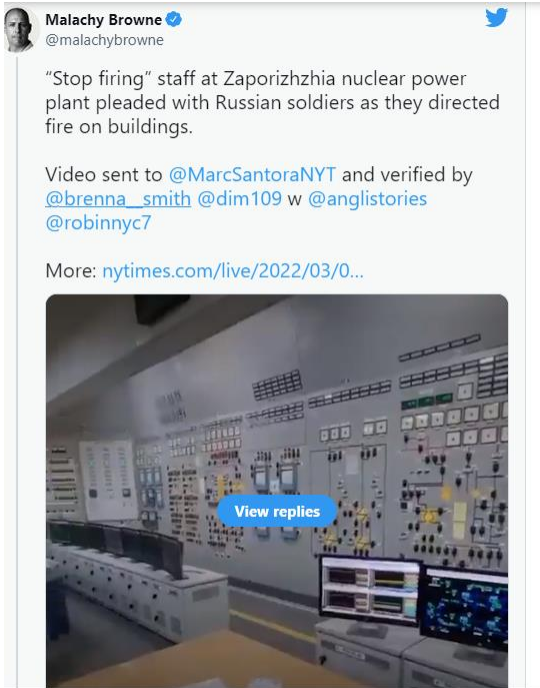 Malachy Browne
@malachybrowne
“Stop firing” staff at Zaporizhzhia nuclear power
plant pleaded with Russian soldiers as they directed
fire on buildings.
Video sent to @MarcSantoraNYT and verified by
@brenna__smith @dim109 w @anglistories
@robinnyc7
More: nytimes.com/live/2022/03/0…
View replies